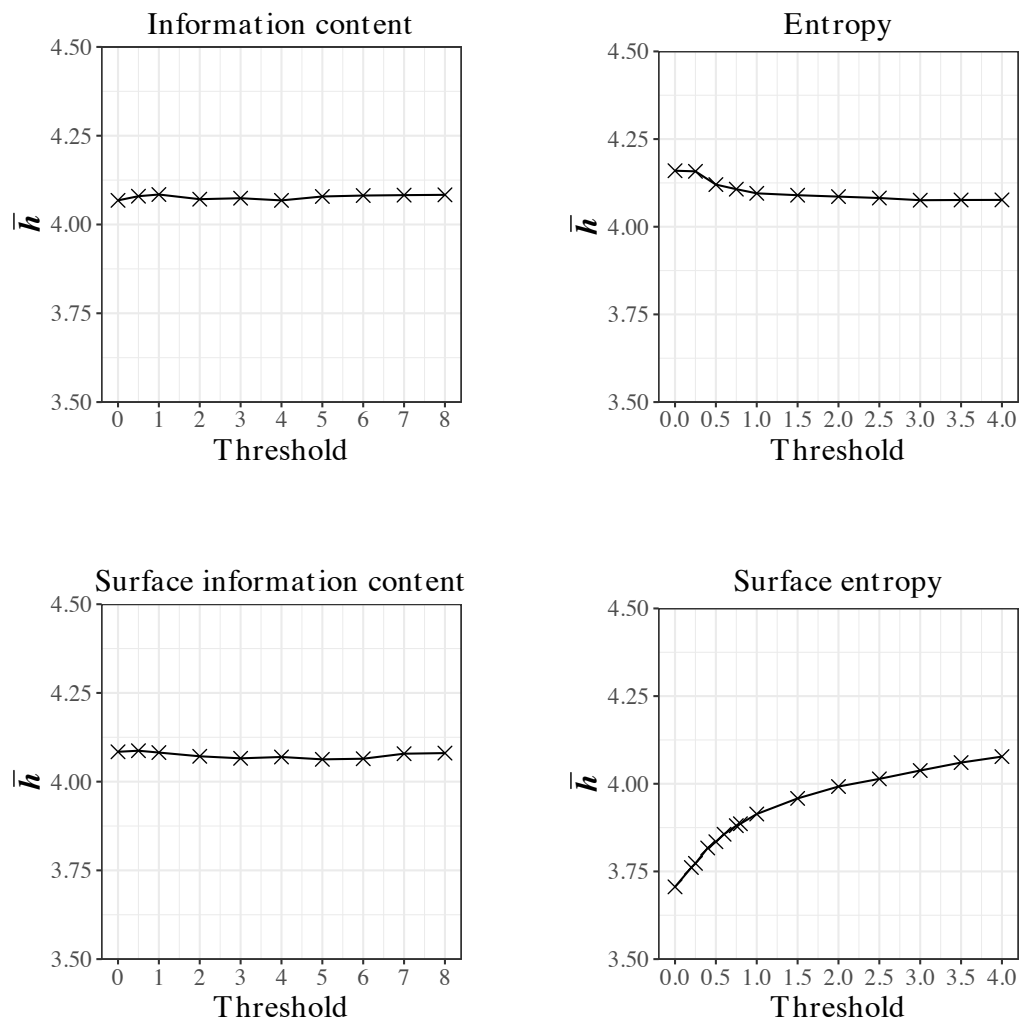 Information content
4.50
4.25
4.00
3.75
3.50
h̅
0 1 2 3 4 5 6 7 8
Threshold
Entropy
4.50
4.25
4.00
3.75
3.50
h̅
0.0 0.5 1.0 1.5 2.0 2.5 3.0 3.5 4.0
Threshold
Surface information content
4.50
4.25
4.00
3.75
3.50
h̅
0 1 2 3 4 5 6 7 8
Threshold
Surface entropy
4.50
4.25
4.00
3.75
3.50
h̅
0.0 0.5 1.0 1.5 2.0 2.5 3.0 3.5 4.0
Threshold